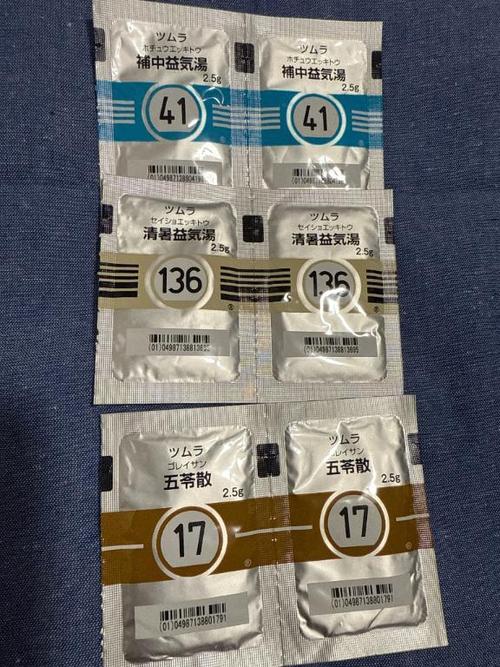 ツムラ
ホチュウエッキトウ
補中益気湯
2.5g
41
ツムラ
ホチュウエッキトウ
補中益気湯
2.5g
41
ツムラ
セイショエッキトウ
清暑益気湯
2.5g
136
ツムラ
セイショエッキトウ
清暑益気湯
2.5g
136
(01)04987138813695
ツムラ
ゴレイサン
五苓散
2.5g
17
®
(01)04987138801791
ツムラ
ゴレイサン
五苓散
2.5g
17
®
(01)04987138801791